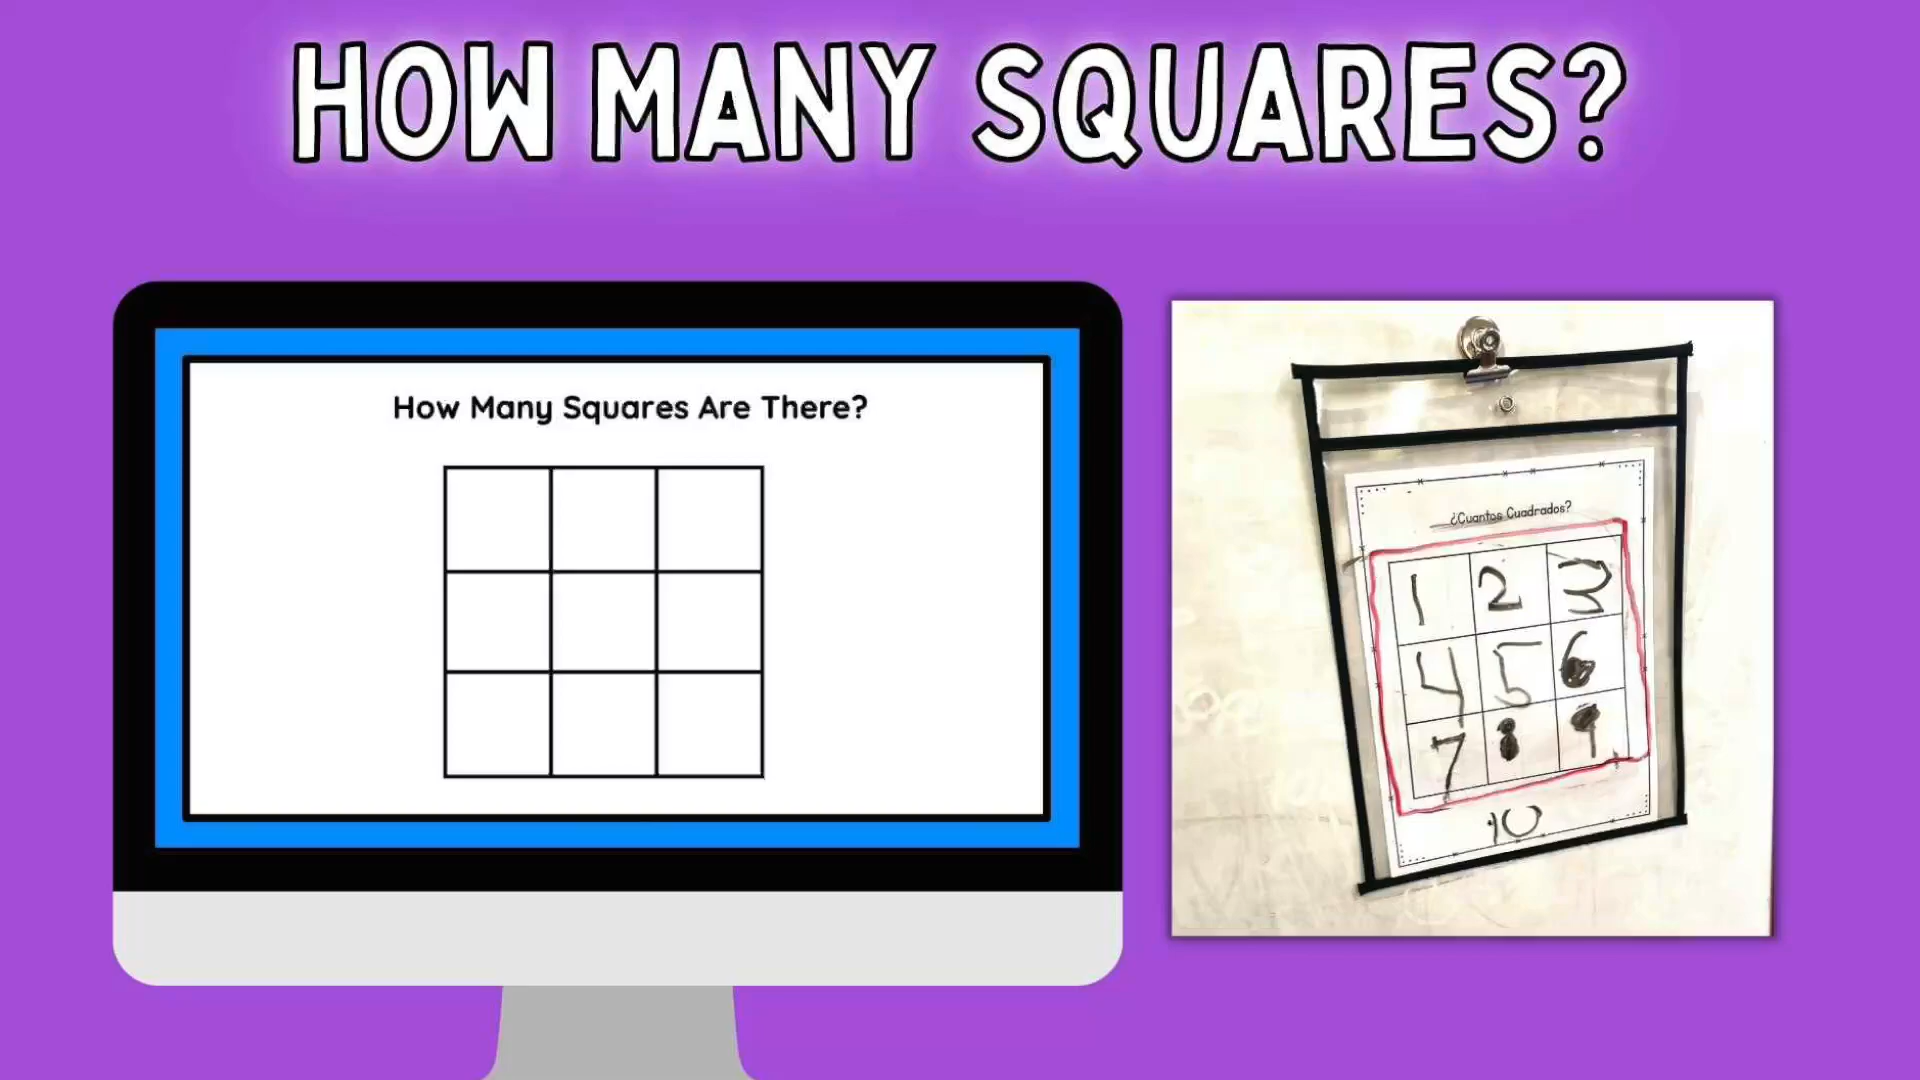 HOW MANY SQUARES?
How Many Squares Are There?
¿Cuantos Cuadrados?
1 2 3
4 5 6
7 8 9
10